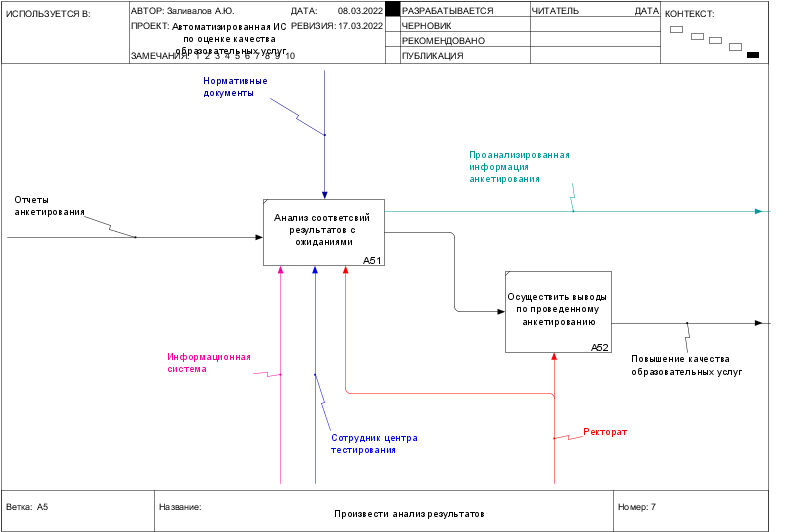 ИСПОЛЬЗУЕТСЯ В:
АВТОР: Заливалов А.Ю.
ДАТА: 08.03.2022
ПРОЕКТ: Автоматизированная ИС
по оценке качества
образовательных услуг
РЕВИЗИЯ: 17.03.2022
ЗАМЕЧАНИЯ: 1 2 3 4 5 6 7 8 9 10
РАЗРАБАТЫВАЕТСЯ
ЧЕРНОВИК
РЕКОМЕНДОВАНО
ПУБЛИКАЦИЯ
ЧИТАТЕЛЬ
ДАТА
КОНТЕКСТ:
Нормативные
документы
Проанализированная
информация
анкетирования
Отчеты
анкетирования
Анализ соответсвий
результатов с
ожиданиями
A51
Осуществить выводы
по проведенному
анкетированию
A52
Информационная
система
Повышение качества
образовательных услуг
Сотрудник центра
тестирования
Ректорат
Ветка: A5
Название:
Произвести анализ результатов
Номер: 7